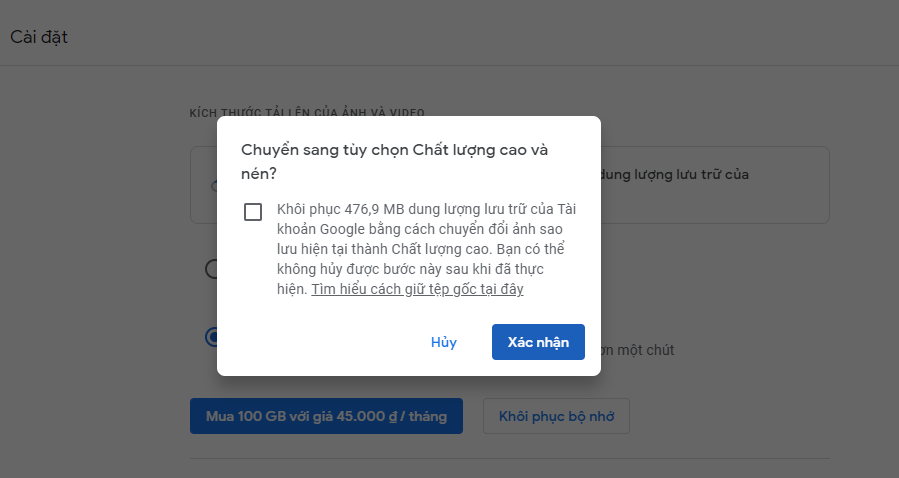 Cài đặt
KÍCH THƯỚC TẢI LÊN CỦA ẢNH VÀ VIDEO
Chuyển sang tùy chọn Chất lượng cao và
nén?
dung lượng lưu trữ của
Khôi phục 476,9 MB dung lượng lưu trữ của Tài
khoản Google bằng cách chuyển đổi ảnh sao
lưu hiện tại thành Chất lượng cao. Bạn có thể
không hủy được bước này sau khi đã thực
hiện. Tìm hiểu cách giữ tệp gốc tại đây
Hủy
Xác nhận
một chút
Mua 100 GB với giá 45.000 ₫ / tháng
Khôi phục bộ nhớ